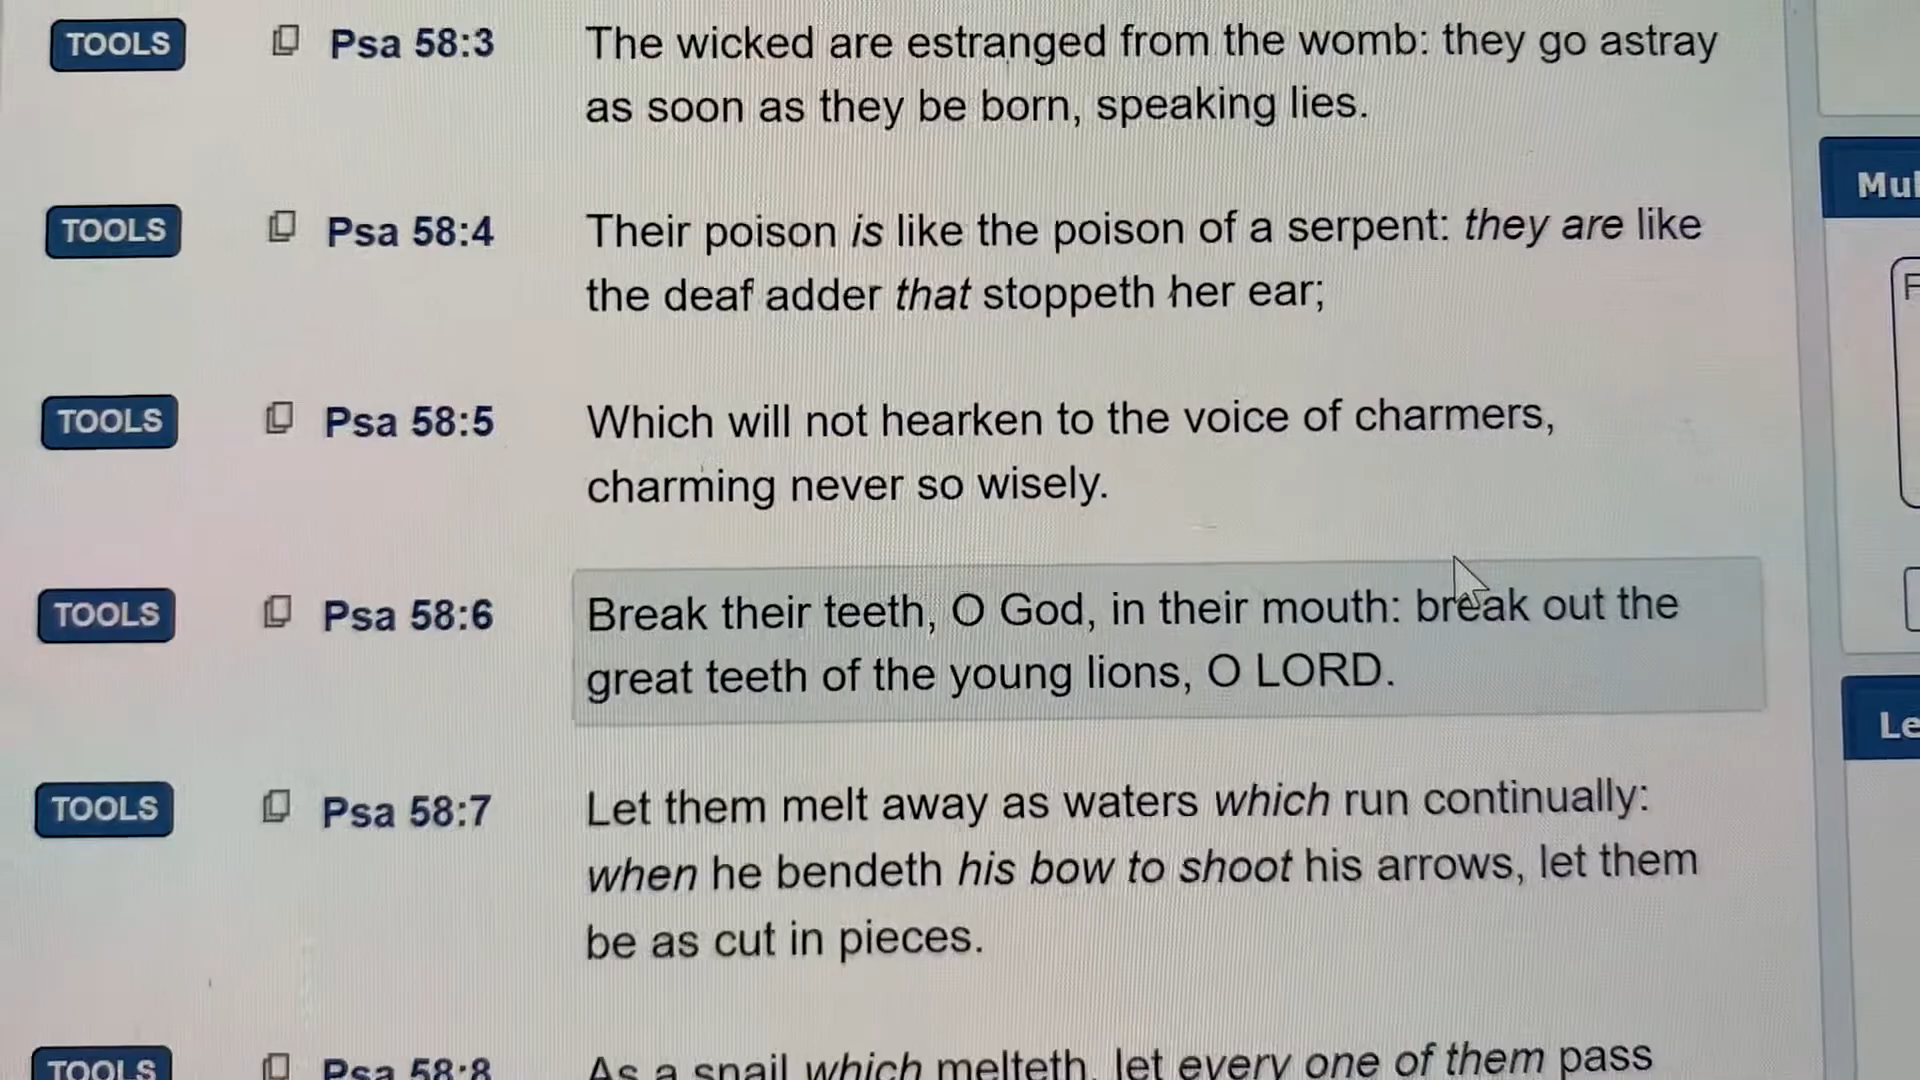 TOOLS Psa 58:3 The wicked are estranged from the womb: they go astray
as soon as they be born, speaking lies.
Mul
TOOLS Psa 58:4 Their poison is like the poison of a serpent: they are like
the deaf adder that stoppeth her ear;
TOOLS Psa 58:5 Which will not hearken to the voice of charmers,
charming never so wisely.
TOOLS Psa 58:6 Break their teeth, O God, in their mouth: break out the
great teeth of the young lions, O LORD.
Le
TOOLS Psa 58:7 Let them melt away as waters which run continually:
when he bendeth his bow to shoot his arrows, let them
be as cut in pieces.
TOOLS Psa 58:8 As a snail which melteth, let every one of them pass